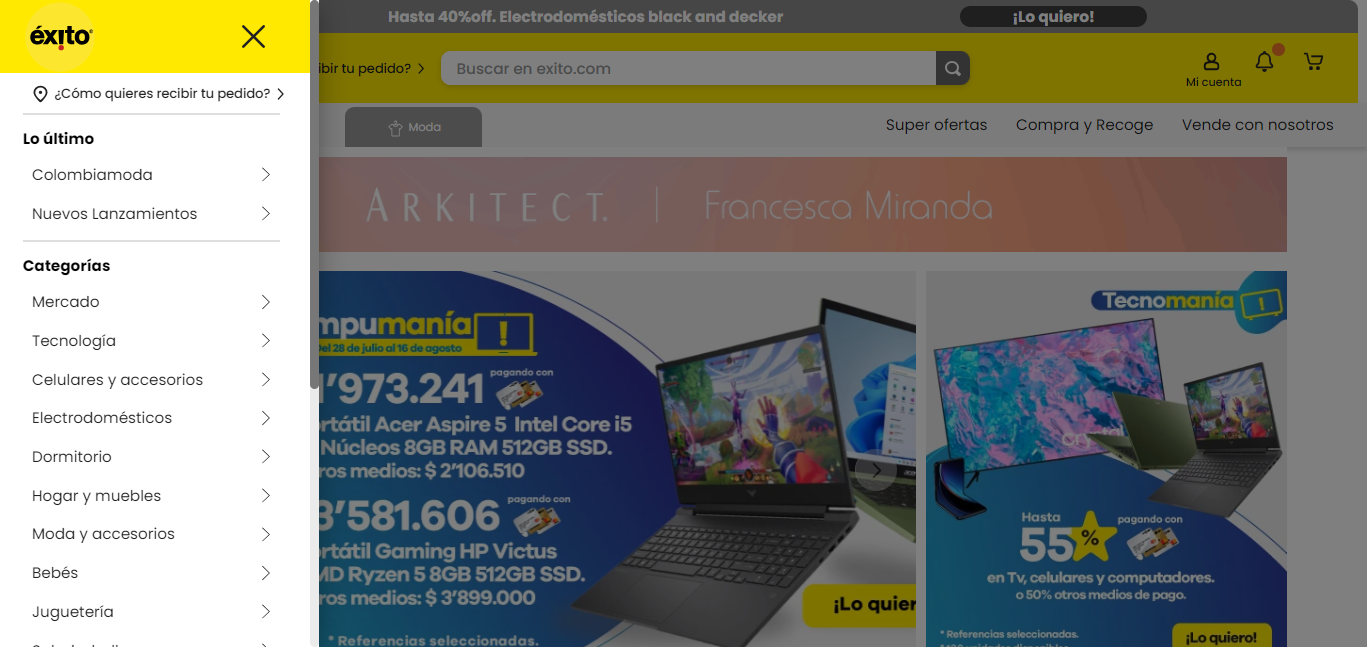 éxito
¿Cómo quieres recibir tu pedido?
Lo último
Colombiamoda
Nuevos Lanzamientos
Categorías
Mercado
Tecnología
Celulares y accesorios
Electrodomésticos
Dormitorio
Hogar y muebles
Moda y accesorios
Bebés
Juguetería
Hasta 40%off. Electrodomésticos black and decker
¡Lo quiero!
ibir tu pedido?
Buscar en exito.com
Mi cuenta
Moda
Super ofertas
Compra y Recoge
Vende con nosotros
ARKITECT. | Francesca Miranda
mpumanía
Del 28 de julio al 16 de agosto
1'973.241
pagando con
rtátil Acer Aspire 5 Intel Core i5
Núcleos 8GB RAM 512GB SSD.
ros medios: $ 2'106.510
3'581.606
pagando con
rtátil Gaming HP Victus
MD Ryzen 5 8GB 512GB SSD.
ros medios: $ 3'899.000
* Referencias seleccionadas.
¡Lo quier
Tecnomanía
Hasta
55%
pagando con
en Tv, celulares y computadores.
o 50% otros medios de pago.
* Referencias seleccionadas.
¡Lo quiero!